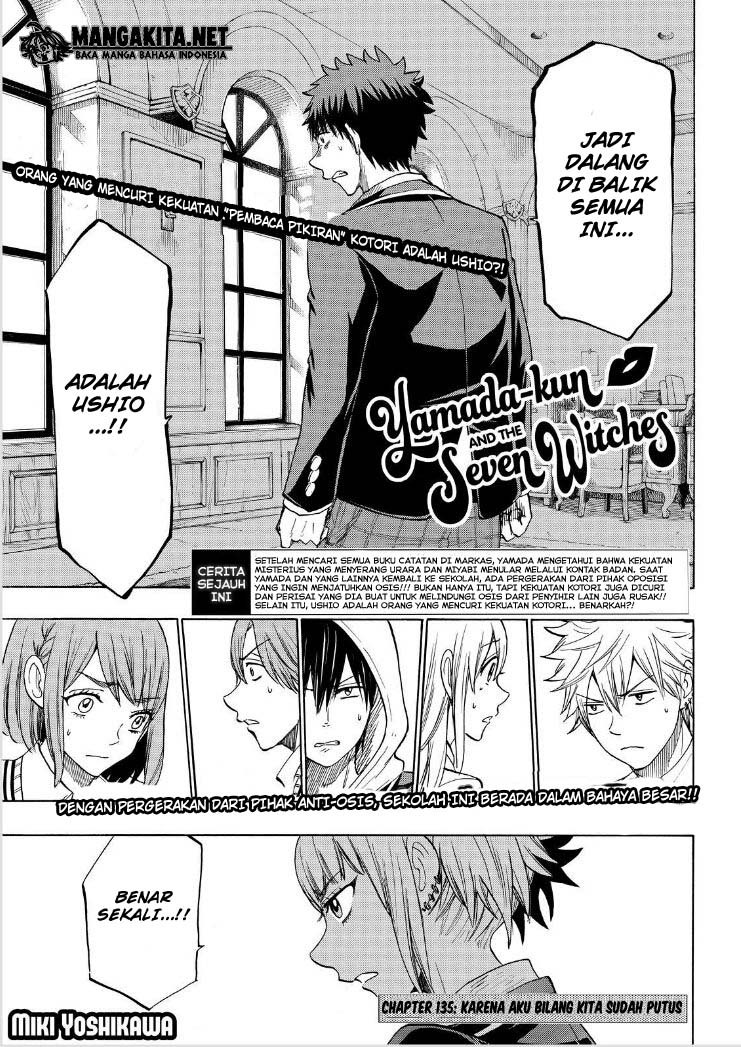 MANGAKITA.NET
BACA MANGA BAHASA INDONESIA
JADI
DALANG
DI BALIK
SEMUA
INI...
ORANG YANG MENCURI KEKUATAN "PEMBACA PIKIRAN" KOTORI ADALAH USHIO?!
ADALAH
USHIO
...!!
Yamada-kun
AND THE
Seven Witches
CERITA
SEJAUH
INI
SETELAH MENCARI SEMUA BUKU CATATAN DI MARKAS, YAMADA MENGETAHUI BAHWA KEKUATAN
MISTERIUS YANG MENYERANG URARA DAN MIYABI MENULAR MELALUI KONTAK BADAN. SAAT
YAMADA DAN YANG LAINNYA KEMBALI KE SEKOLAH, ADA PERGERAKAN DARI PIHAK OPOSISI
YANG INGIN MENJATUHKAN OSIS!!! BUKAN HANYA ITU, TAPI KEKUATAN KOTORI JUGA DICURI
DAN PERISAI YANG DIA BUAT UNTUK MELINDUNGI OSIS DARI PENYIHIR LAIN JUGA RUSAK!!
SELAIN ITU, USHIO ADALAH ORANG YANG MENCURI KEKUATAN KOTORI... BENARKAH?!
DENGAN PERGERAKAN DARI PIHAK ANTI-OSIS, SEKOLAH INI BERADA DALAM BAHAYA BESAR!!
BENAR
SEKALI...!!
CHAPTER 135: KARENA AKU BILANG KITA SUDAH PUTUS
MIKI YOSHIKAWA